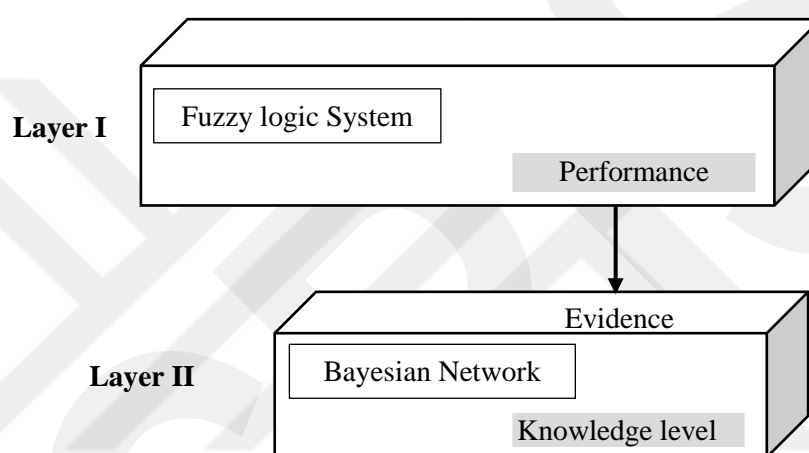 Fuzzy logic System
Layer I
Performance
Evidence
Bayesian Network
Layer II
Knowledge level